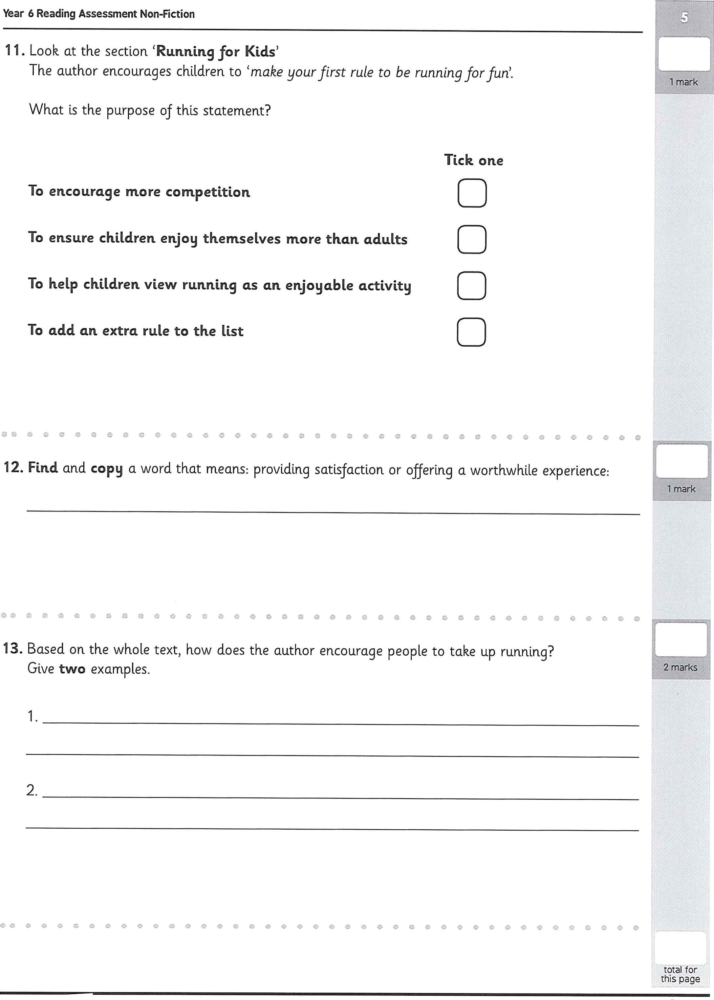 Year 6 Reading Assessment Non-Fiction
5
11. Look at the section ‘Running for Kids’
The author encourages children to ‘make your first rule to be running for fun’.
1 mark
What is the purpose of this statement?
Tick one
To encourage more competition
To ensure children enjoy themselves more than adults
To help children view running as an enjoyable activity
To add an extra rule to the list
12. Find and copy a word that means: providing satisfaction or offering a worthwhile experience:
1 mark
13. Based on the whole text, how does the author encourage people to take up running?
Give two examples.
2 marks
1.
2.
total for
this page